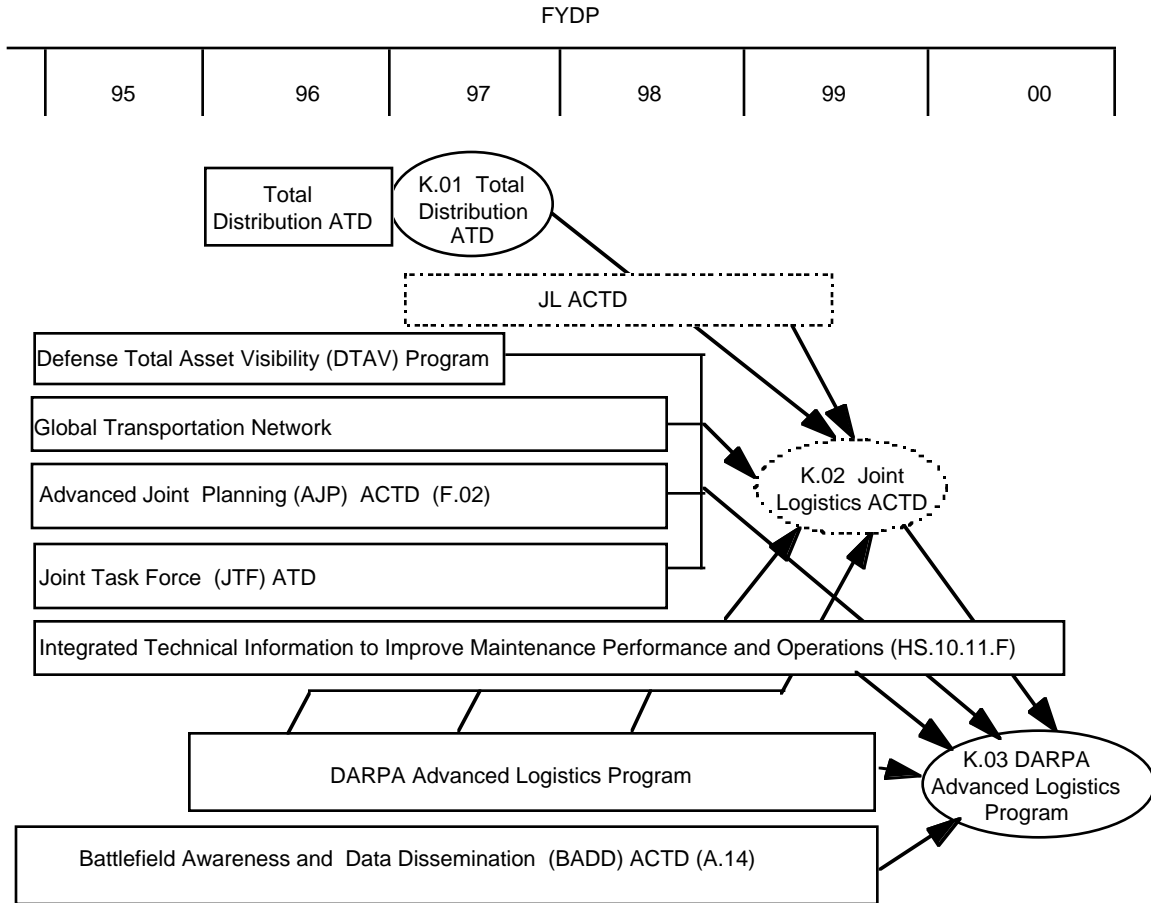 FYDP
95 96 97 98 99 00
Total
Distribution ATD
K.01 Total
Distribution
ATD
JL ACTD
Defense Total Asset Visibility (DTAV) Program
Global Transportation Network
Advanced Joint Planning (AJP) ACTD (F.02)
K.02 Joint
Logistics ACTD
Joint Task Force (JTF) ATD
Integrated Technical Information to Improve Maintenance Performance and Operations (HS.10.11.F)
DARPA Advanced Logistics Program
K.03 DARPA
Advanced Logistics
Program
Battlefield Awareness and Data Dissemination (BADD) ACTD (A.14)